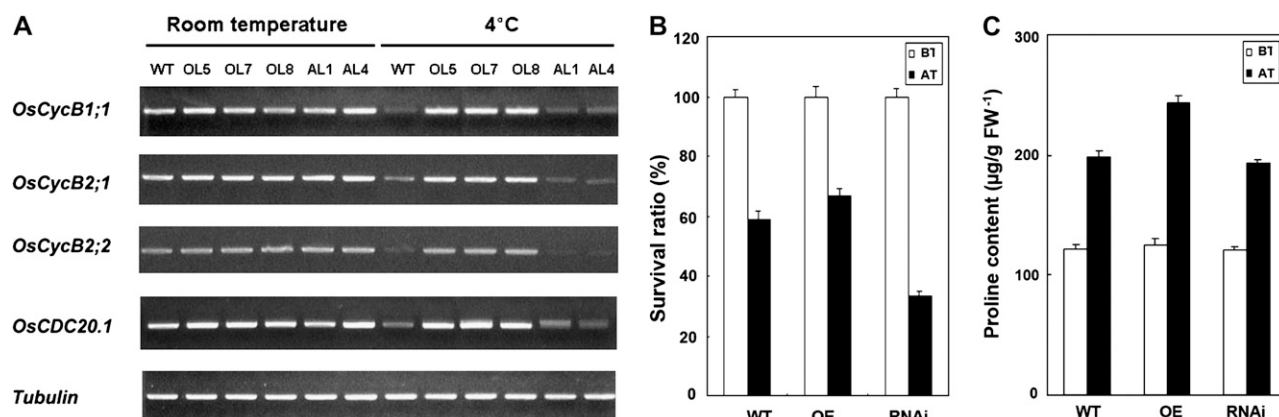 A
Room temperature 4°C
WT OL5 OL7 OL8 AL1 AL4 WT OL5 OL7 OL8 AL1 AL4
OsCycB1;1
OsCycB2;1
OsCycB2;2
OsCDC20.1
Tubulin
B
Survival ratio (%)
120
100
80
60
40
20
0
BT
AT
WT OE RNAi
C
Proline content (µg/g FW⁻¹)
300
200
100
0
BT
AT
WT OE RNAi